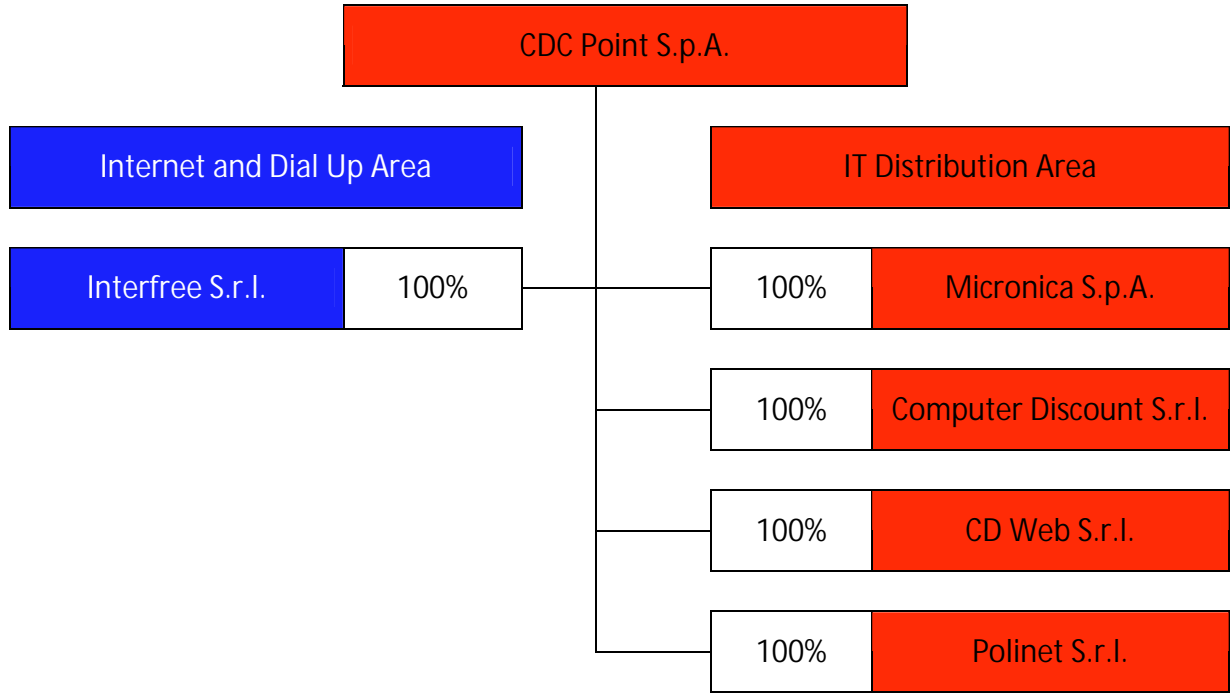 CDC Point S.p.A.
Internet and Dial Up Area
IT Distribution Area
Interfree S.r.l.
100%
100%
Micronica S.p.A.
100%
Computer Discount S.r.l.
100%
CD Web S.r.l.
100%
Polinet S.r.l.